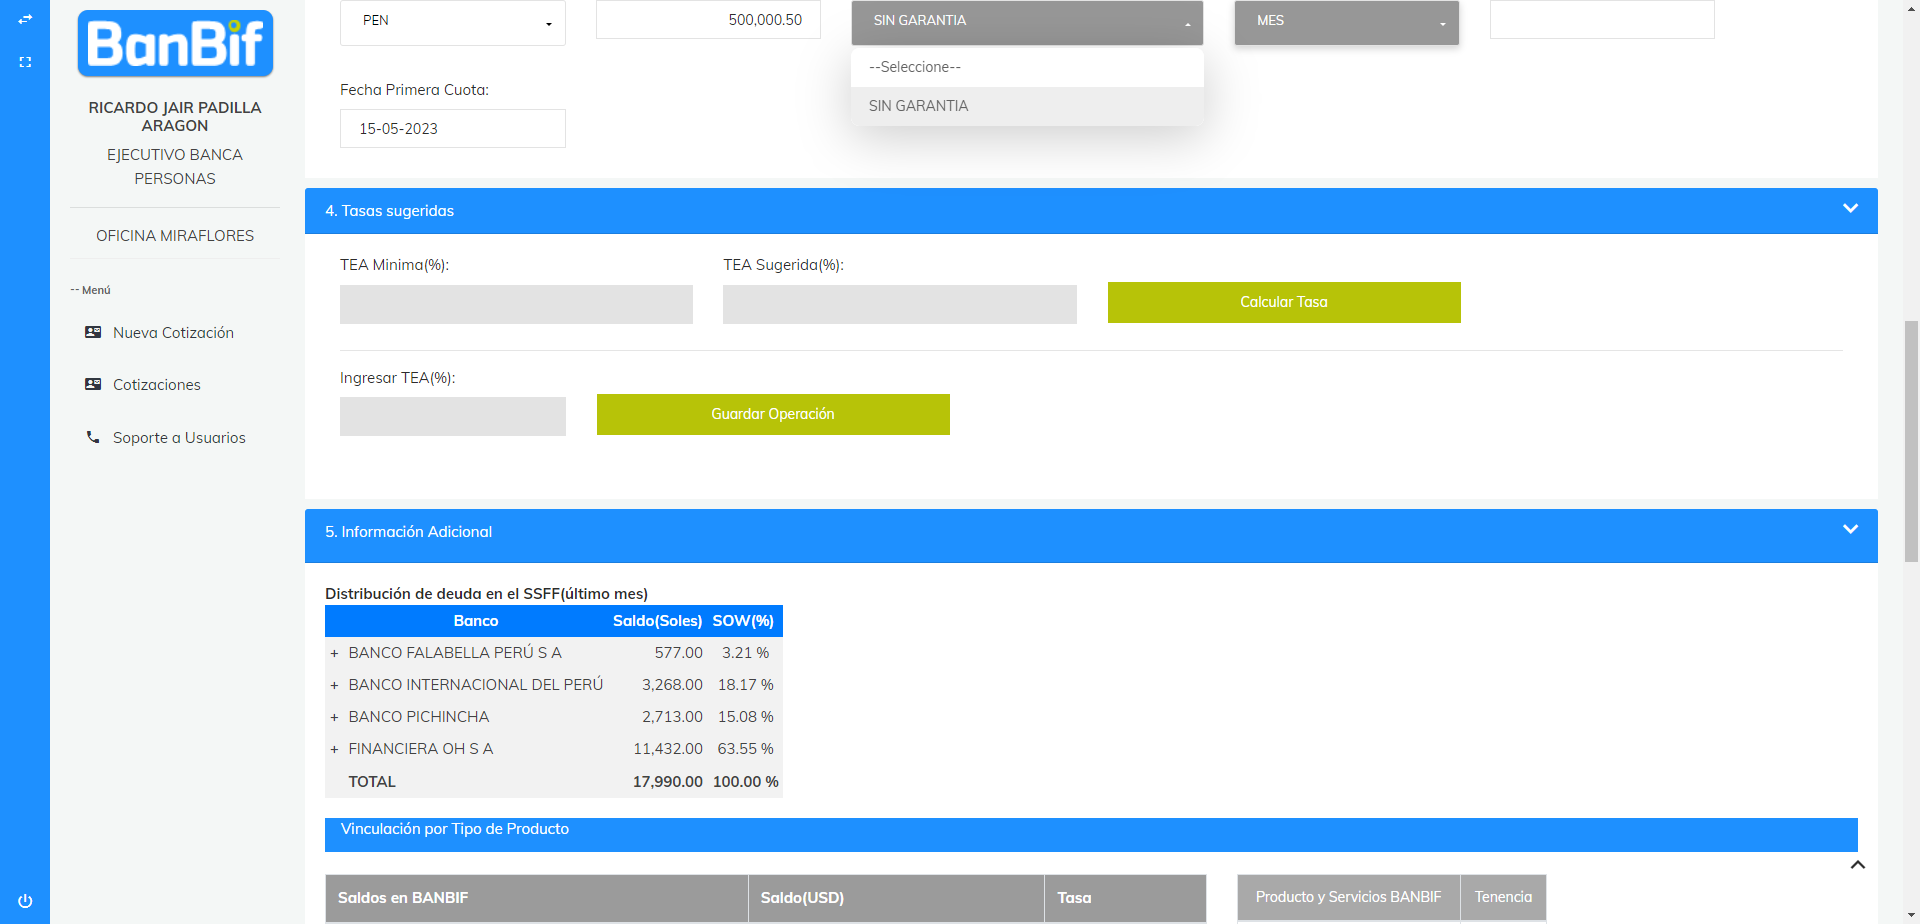 BanBif
RICARDO JAIR PADILLA
ARAGON
EJECUTIVO BANCA
PERSONAS
OFICINA MIRAFLORES
-- Menú
Nueva Cotización
Cotizaciones
Soporte a Usuarios
PEN
500,000.50
SIN GARANTIA
MES
--Seleccione--
SIN GARANTIA
Fecha Primera Cuota:
15-05-2023
4. Tasas sugeridas
TEA Minima(%):
TEA Sugerida(%):
Calcular Tasa
Ingresar TEA(%):
Guardar Operación
5. Información Adicional
Distribución de deuda en el SSFF(último mes)
Banco Saldo(Soles) SOW(%)
+ BANCO FALABELLA PERÚ S A 577.00 3.21 %
+ BANCO INTERNACIONAL DEL PERÚ 3,268.00 18.17 %
+ BANCO PICHINCHA 2,713.00 15.08 %
+ FINANCIERA OH S A 11,432.00 63.55 %
TOTAL 17,990.00 100.00 %
Vinculación por Tipo de Producto
Saldos en BANBIF Saldo(USD) Tasa
Producto y Servicios BANBIF Tenencia